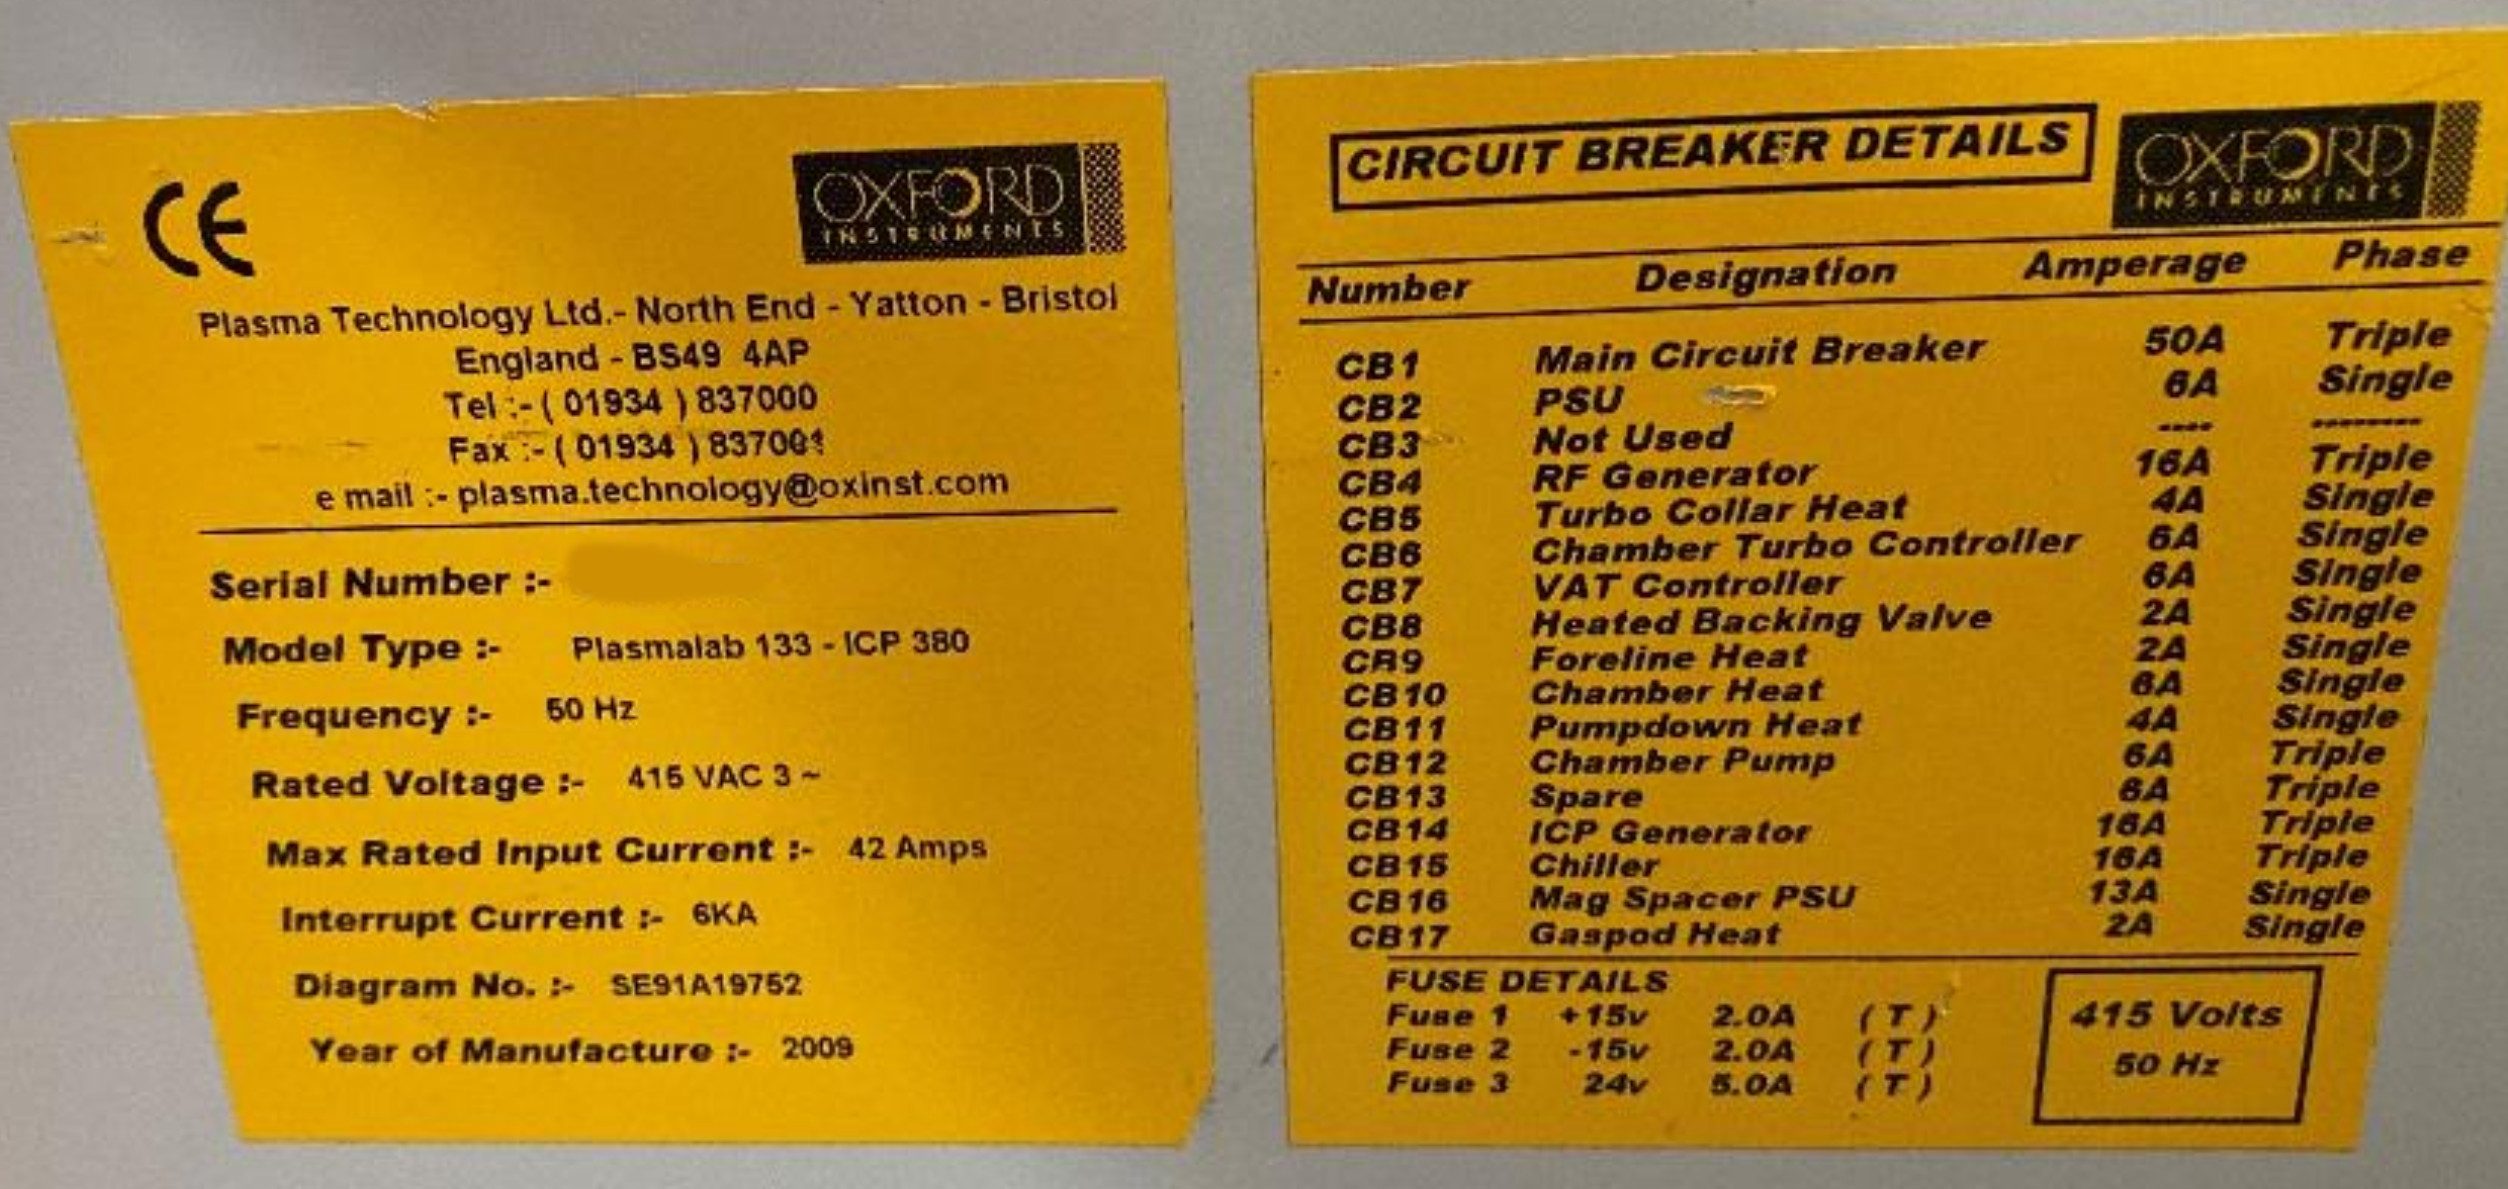 CE
OXFORD
INSTRUMENTS
Plasma Technology Ltd.- North End - Yatton - Bristol
England - BS49 4AP
Tel :- ( 01934 ) 837000
Fax :- ( 01934 ) 837001
e mail :- plasma.technology@oxinst.com
Serial Number :-
Model Type :- Plasmalab 133 - ICP 380
Frequency :- 50 Hz
Rated Voltage :- 415 VAC 3 ~
Max Rated Input Current :- 42 Amps
Interrupt Current :- 6KA
Diagram No. :- SE91A19752
Year of Manufacture :- 2009
CIRCUIT BREAKER DETAILS
OXFORD
INSTRUMENTS
Number Designation Amperage Phase
CB1 Main Circuit Breaker 50A Triple
CB2 PSU 6A Single
CB3 Not Used ---- --------
CB4 RF Generator 16A Triple
CB5 Turbo Collar Heat 4A Single
CB6 Chamber Turbo Controller 6A Single
CB7 VAT Controller 6A Single
CB8 Heated Backing Valve 2A Single
CB9 Foreline Heat 2A Single
CB10 Chamber Heat 6A Single
CB11 Pumpdown Heat 4A Single
CB12 Chamber Pump 6A Triple
CB13 Spare 6A Triple
CB14 ICP Generator 16A Triple
CB15 Chiller 16A Triple
CB16 Mag Spacer PSU 13A Single
CB17 Gaspod Heat 2A Single
FUSE DETAILS
Fuse 1 +15v 2.0A ( T )
Fuse 2 -15v 2.0A ( T )
Fuse 3 24v 5.0A ( T )
415 Volts
50 Hz